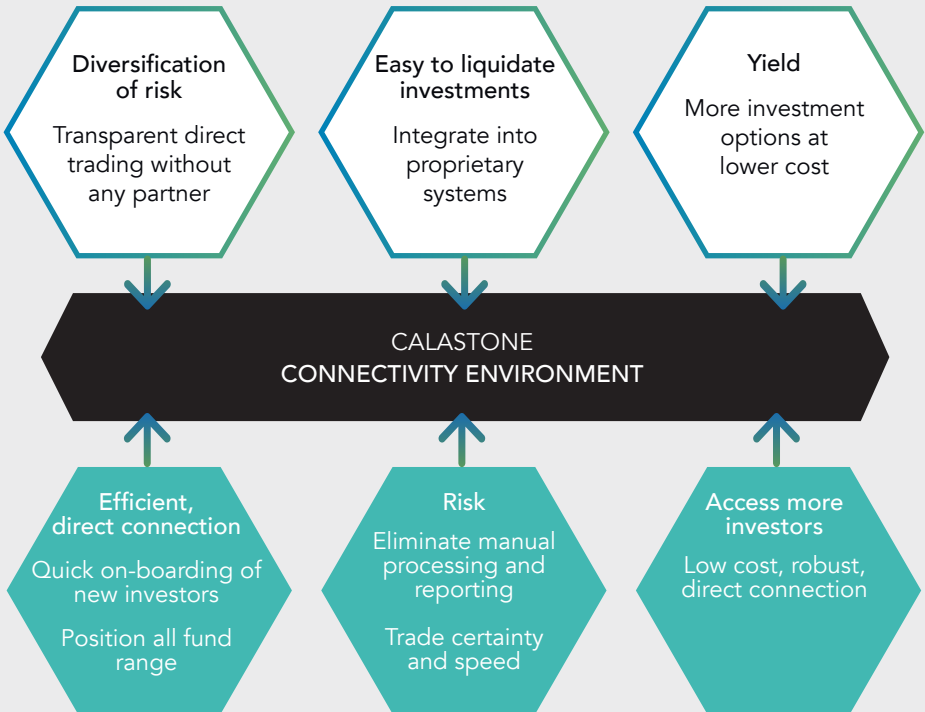 Diversification
of risk
Transparent direct
trading without
any partner
Easy to liquidate
investments
Integrate into
proprietary
systems
Yield
More investment
options at
lower cost
CALASTONE
CONNECTIVITY ENVIRONMENT
Efficient,
direct connection
Quick on-boarding of
new investors
Position all fund
range
Risk
Eliminate manual
processing and
reporting
Trade certainty
and speed
Access more
investors
Low cost, robust,
direct connection